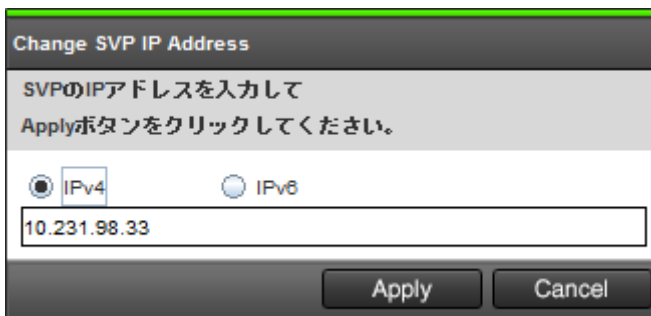 Change SVP IP Address
SVPのIPアドレスを入力して
Applyボタンをクリックしてください。
IPv4 IPv6
10.231.98.33
Apply Cancel